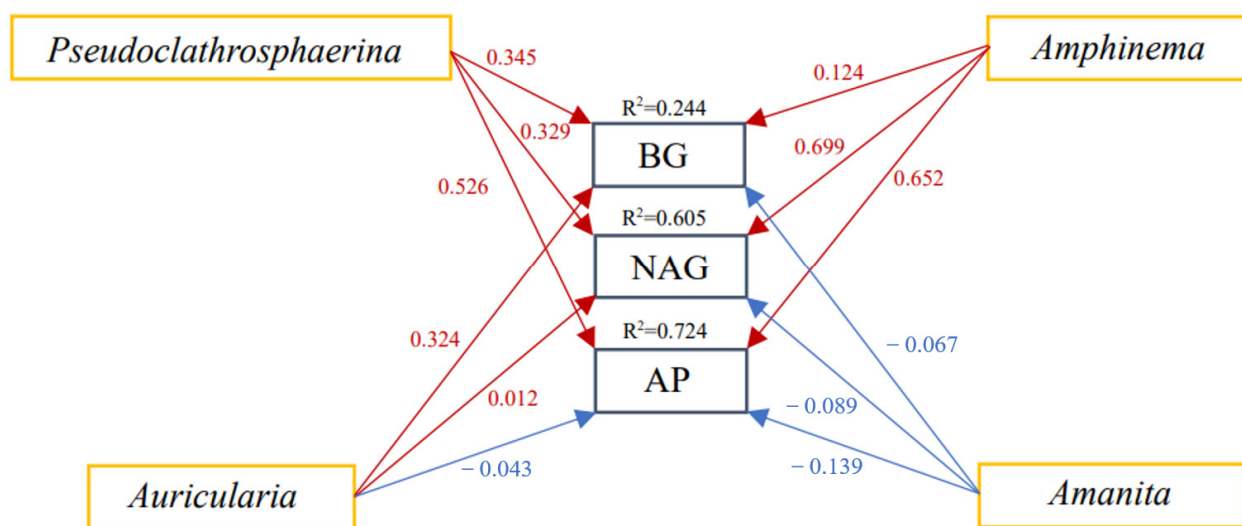 Pseudoclathrosphaerina
Amphinema
0.345
0.124
R²=0.244
0.329
BG
0.699
0.526
0.652
R²=0.605
NAG
R²=0.724
0.324
− 0.067
AP
0.012
− 0.089
− 0.043
− 0.139
Auricularia
Amanita